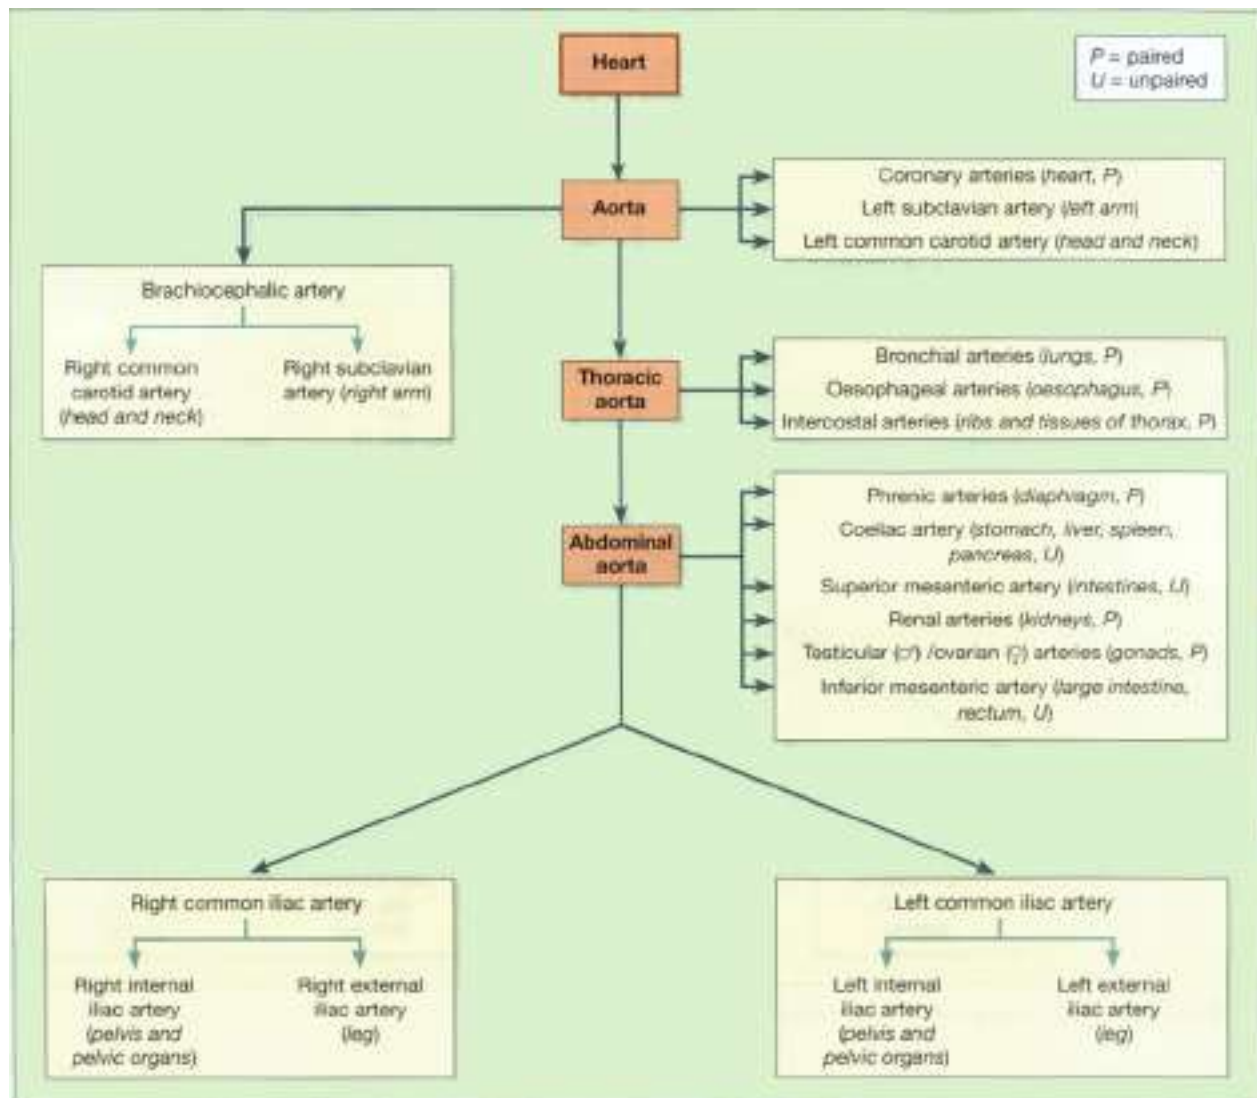 Heart
P = paired
U = unpaired
Aorta
Coronary arteries (heart, P)
Left subclavian artery (left arm)
Left common carotid artery (head and neck)
Brachiocephalic artery
Right common
carotid artery
(head and neck)
Right subclavian
artery (right arm)
Thoracic
aorta
Bronchial arteries (lungs, P)
Oesophageal arteries (oesophagus, P)
Intercostal arteries (ribs and tissues of thorax, P)
Abdominal
aorta
Phrenic arteries (diaphragm, P)
Coeliac artery (stomach, liver, spleen,
pancreas, U)
Superior mesenteric artery (intestines, U)
Renal arteries (kidneys, P)
Testicular (♂) /ovarian (♀) arteries (gonads, P)
Inferior mesenteric artery (large intestine,
rectum, U)
Right common iliac artery
Right internal
iliac artery
(pelvis and
pelvic organs)
Right external
iliac artery
(leg)
Left common iliac artery
Left internal
iliac artery
(pelvis and
pelvic organs)
Left external
iliac artery
(leg)